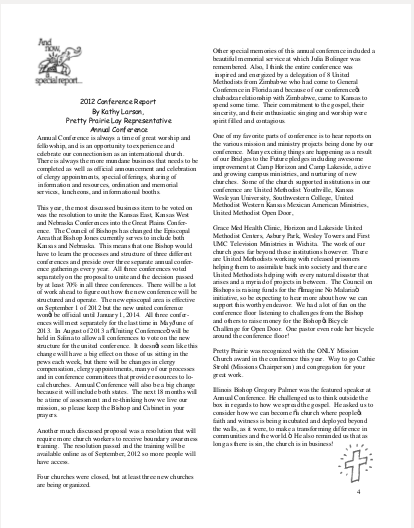 And
now,
a
special report...
2012 Conference Report
By Kathy Larson,
Pretty Prairie Lay Representative
Annual Conference
Annual Conference is always a time of great worship and
fellowship, and is an opportunity to experience and
celebrate our connectionism as an international church.
There is always the more mundane business that needs to be
completed as well as official announcement and celebration
of clergy appointments, special offerings, sharing of
information and resources, ordination and memorial
services, luncheons, and informational booths.
This year, the most discussed business item to be voted on
was the resolution to unite the Kansas East, Kansas West
and Nebraska Conferences into the Great Plains Confer-
ence. The Council of Bishops has changed the Episcopal
Area that Bishop Jones currently serves to include both
Kansas and Nebraska. This means that one Bishop would
have to learn the processes and structure of three different
conferences and preside over three separate annual confer-
ence gatherings every year. All three conferences voted
separately on the proposal to unite and the decision passed
by at least 70% in all three conferences. There will be a lot
of work ahead to figure out how the new conference will be
structured and operate. The new episcopal area is effective
on September 1 of 2012 but the new united conference
won't be official until January 1, 2014. All three confer-
ences will meet separately for the last time in May/June of
2013. In August of 2013 a "Uniting Conference" will be
held in Salina to allow all conferences to vote on the new
structure for the united conference. It doesn't seem like this
change will have a big effect on those of us sitting in the
pews each week, but there will be changes in clergy
compensation, clergy appointments, many of our processes
and in conference committees that provide resources to lo-
cal churches. Annual Conference will also be a big change
because it will include both states. The next 18 months will
be a time of assessment and re-thinking how we live our
mission, so please keep the Bishop and Cabinet in your
prayers.
Another much discussed proposal was a resolution that will
require more church workers to receive boundary awareness
training. The resolution passed and the training will be
available online as of September, 2012 so more people will
have access.
Four churches were closed, but at least three new churches
are being organized.
Other special memories of this annual conference included a
beautiful memorial service at which Julia Bolinger was
remembered. Also, I think the entire conference was
inspired and energized by a delegation of 8 United
Methodists from Zimbabwe who had come to General
Conference in Florida and because of our conference's
chabadza relationship with Zimbabwe, came to Kansas to
spend some time. Their commitment to the gospel, their
sincerity, and their enthusiastic singing and worship were
spirit filled and contagious.
One of my favorite parts of conference is to hear reports on
the various mission and ministry projects being done by our
conference. Many exciting things are happening as a result
of our Bridges to the Future pledges including awesome
improvement at Camp Horizon and Camp Lakeside, active
and growing campus ministries, and nurturing of new
churches. Some of the church supported institutions in our
conference are United Methodist Youthville, Kansas
Wesleyan University, Southwestern College, United
Methodist Western Kansas Mexican American Ministries,
United Methodist Open Door,
Grace Med Health Clinic, Horizon and Lakeside United
Methodist Centers, Asbury Park, Wesley Towers and First
UMC Television Ministries in Wichita. The work of our
church goes far beyond those institutions however. There
are United Methodists working with released prisoners
helping them to assimilate back into society and there are
United Methodists helping with every natural disaster that
arises and a myriad of projects in between. The Council on
Bishops is raising funds for the "Imagine No Malaria"
initiative, so be expecting to hear more about how we can
support this worthy endeavor. We had a lot of fun on the
conference floor listening to challenges from the Bishop
and others to raise money for the Bishop's Bicycle
Challenge for Open Door. One pastor even rode her bicycle
around the conference floor!
Pretty Prairie was recognized with the ONLY Mission
Church award in the conference this year. Way to go Cathie
Strohl (Missions Chairperson) and congregation for your
great work.
Illinois Bishop Gregory Palmer was the featured speaker at
Annual Conference. He challenged us to think outside the
box in regards to how we spread the gospel. He asked us to
consider how we can become "a church where people's
faith and witness is being incubated and deployed beyond
the walls, as it were, to make a transforming difference in
communities and the world." He also reminded us that as
long as there is sin, the church is in business!
4